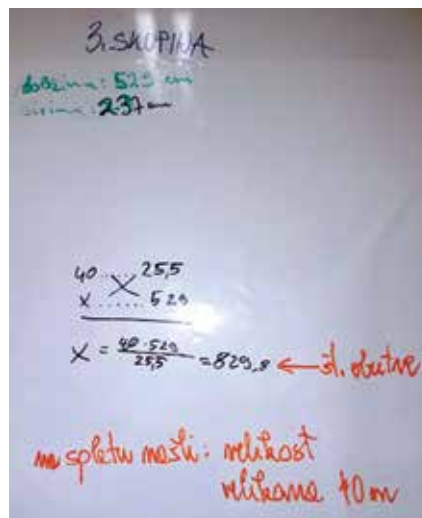 3. SKUPINA
dolžina: 529 cm
širina: 237 cm
40 ..... 25,5
x ...... 529
x = 40·529 / 25,5 = 829,8 ← št. obutve
na spletu našli: velikost
velikana 40 m